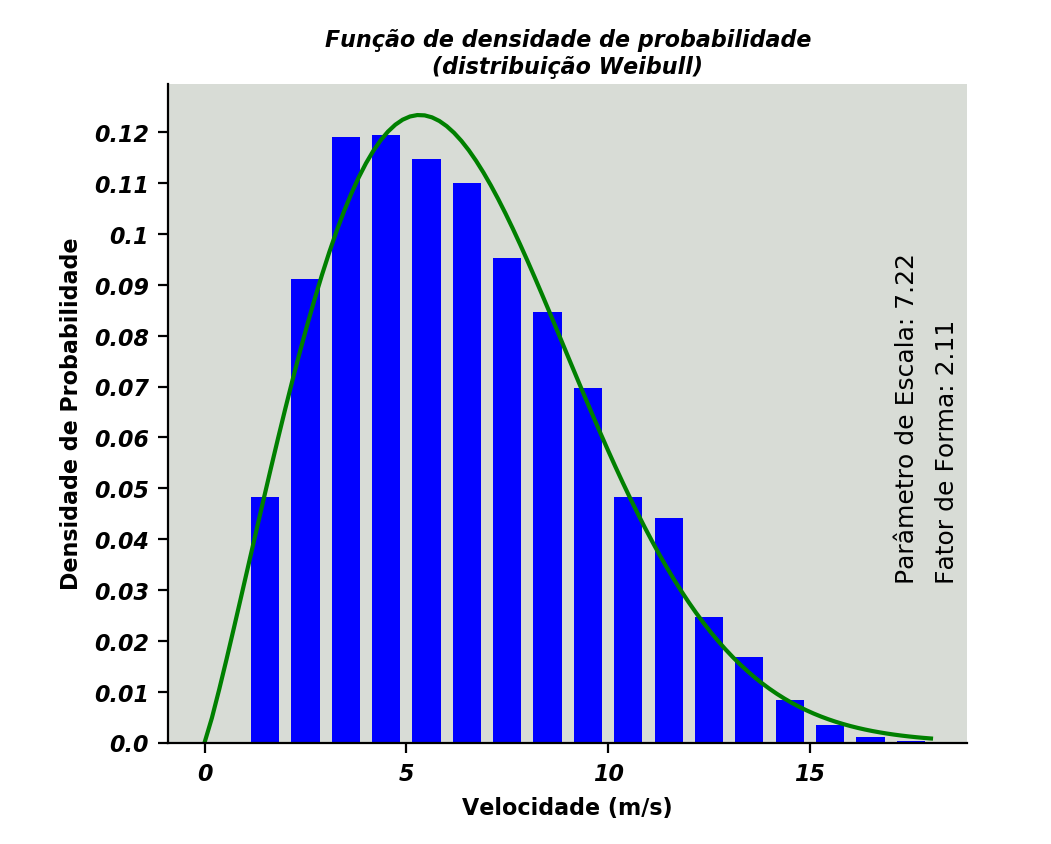 Função de densidade de probabilidade
(distribuição Weibull)
Densidade de Probabilidade
0.12
0.11
0.1
0.09
0.08
0.07
0.06
0.05
0.04
0.03
0.02
0.01
0.0
Parâmetro de Escala: 7.22
Fator de Forma: 2.11
0 5 10 15
Velocidade (m/s)